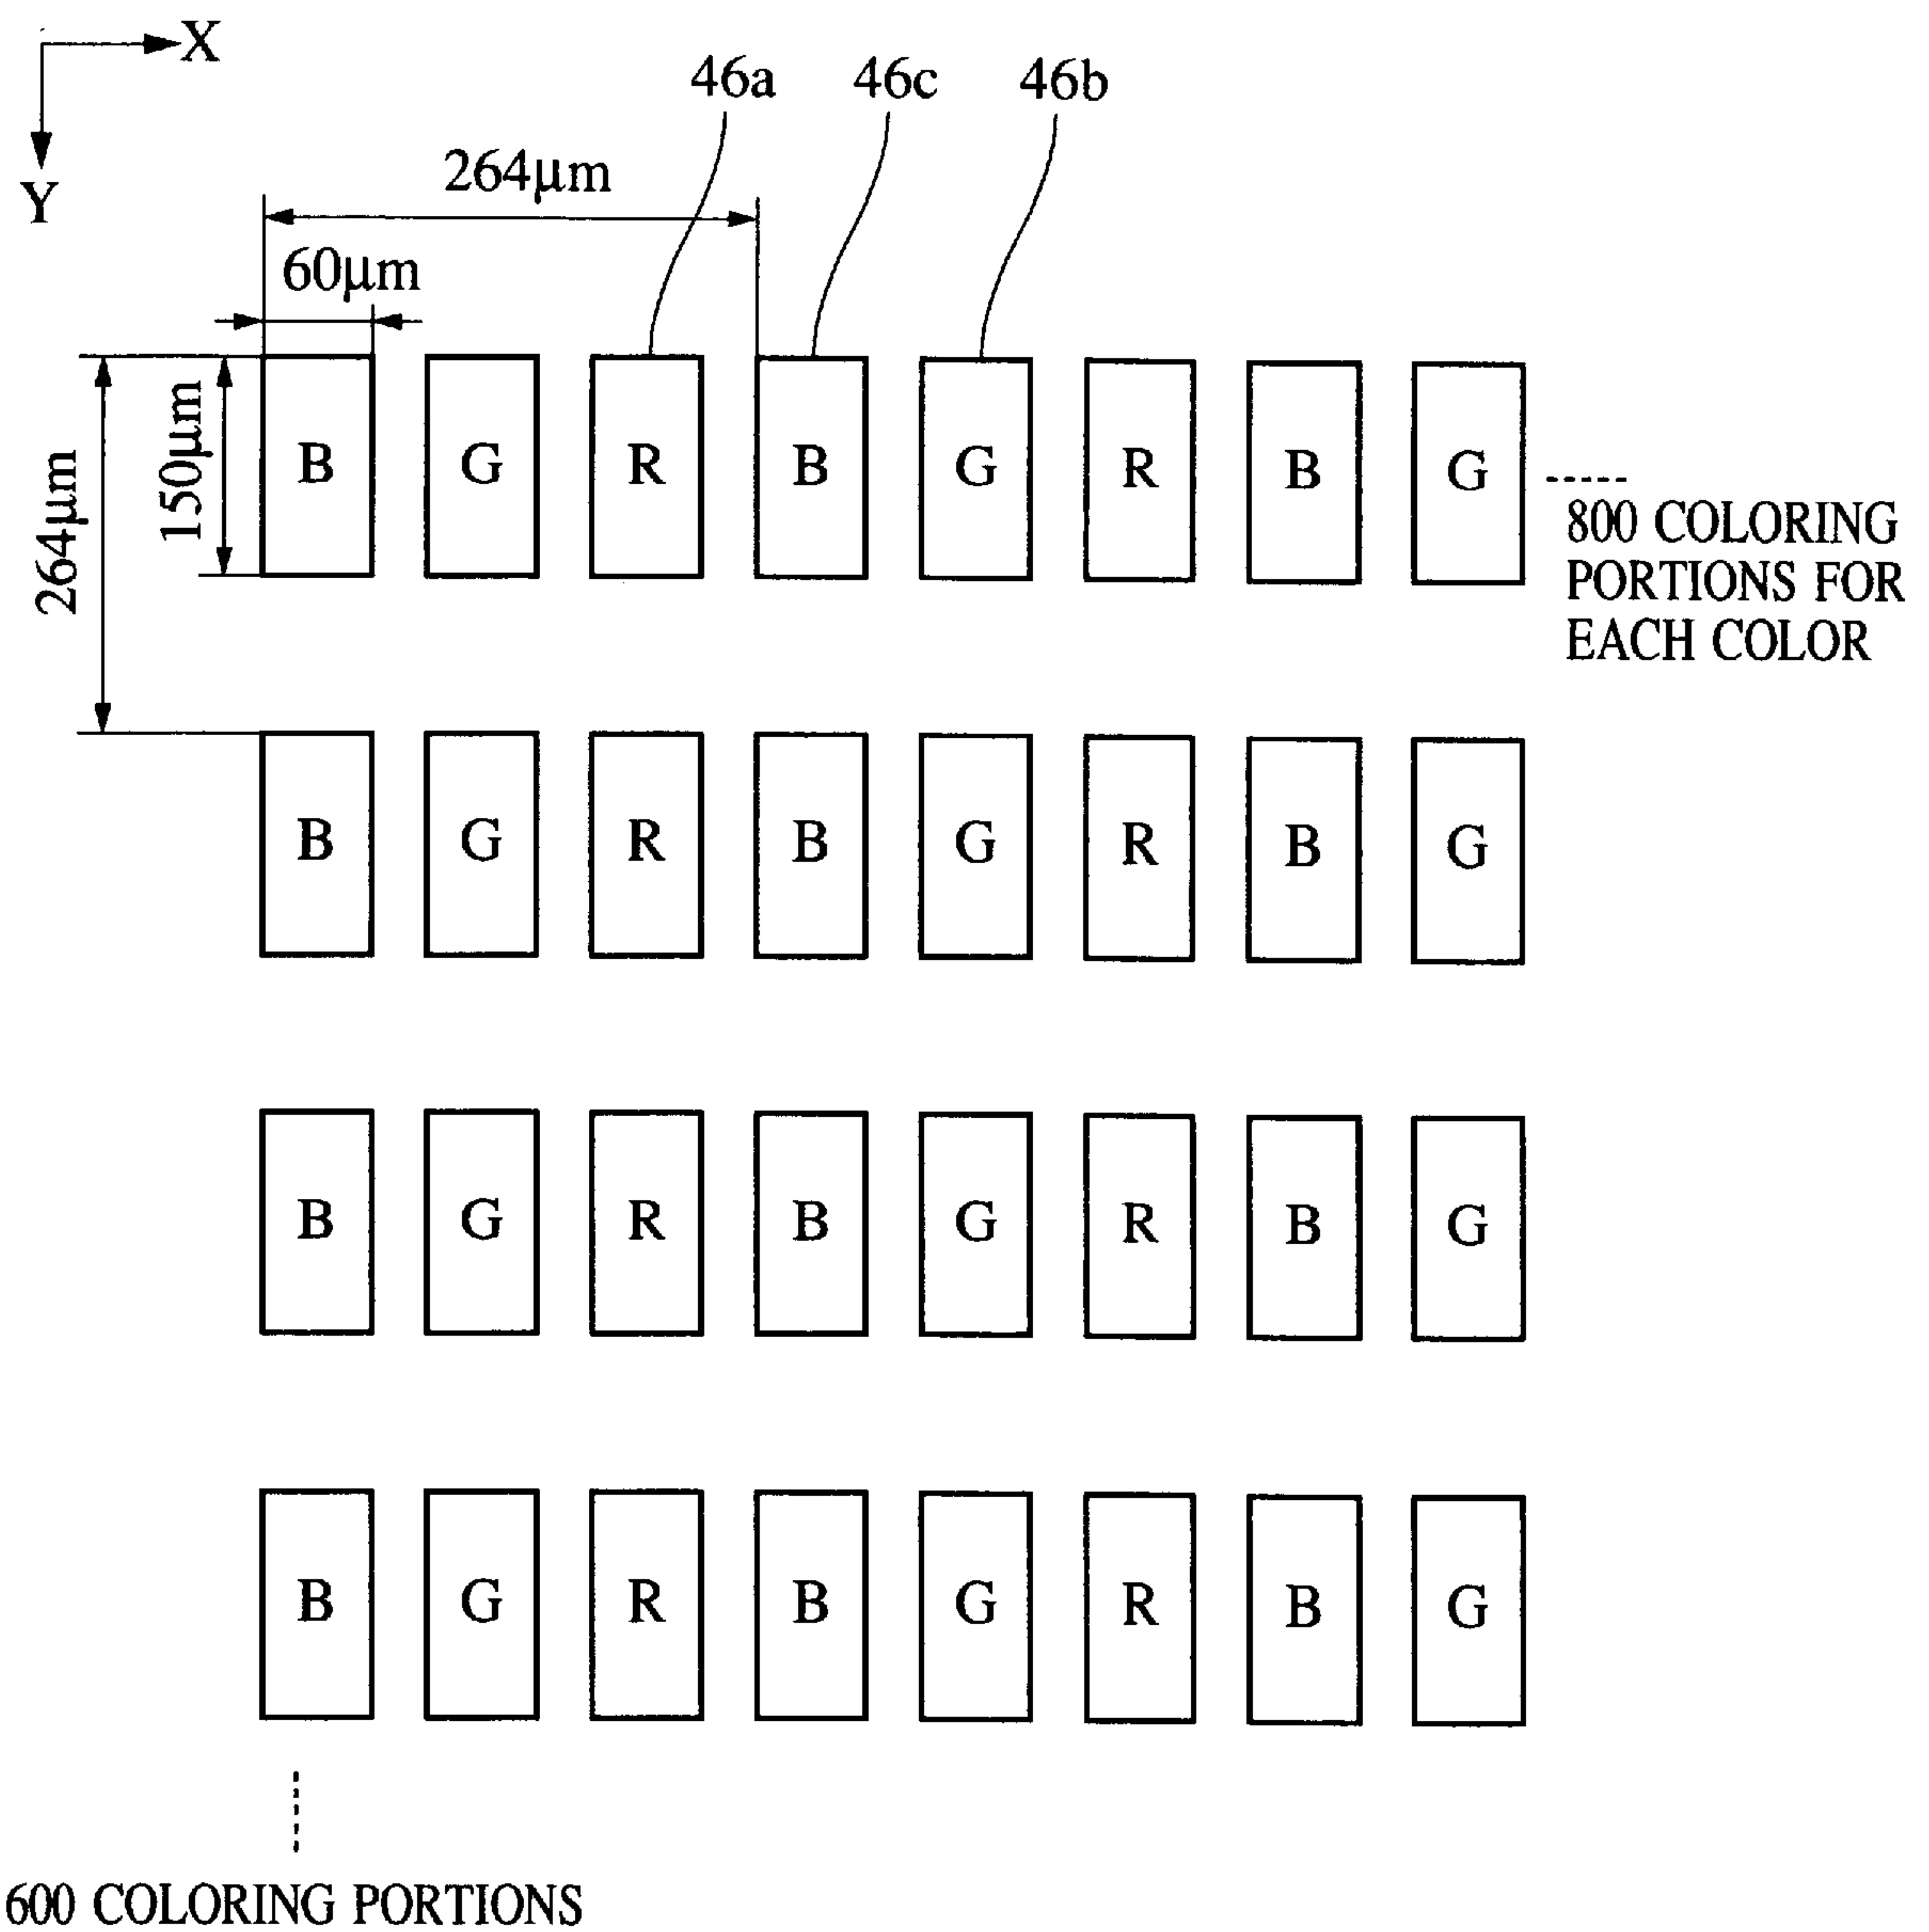 X
Y
46a 46c 46b
264μm
60μm
264μm
150μm
B G R B G R B G
800 COLORING
PORTIONS FOR
EACH COLOR
B G R B G R B G
B G R B G R B G
B G R B G R B G
600 COLORING PORTIONS